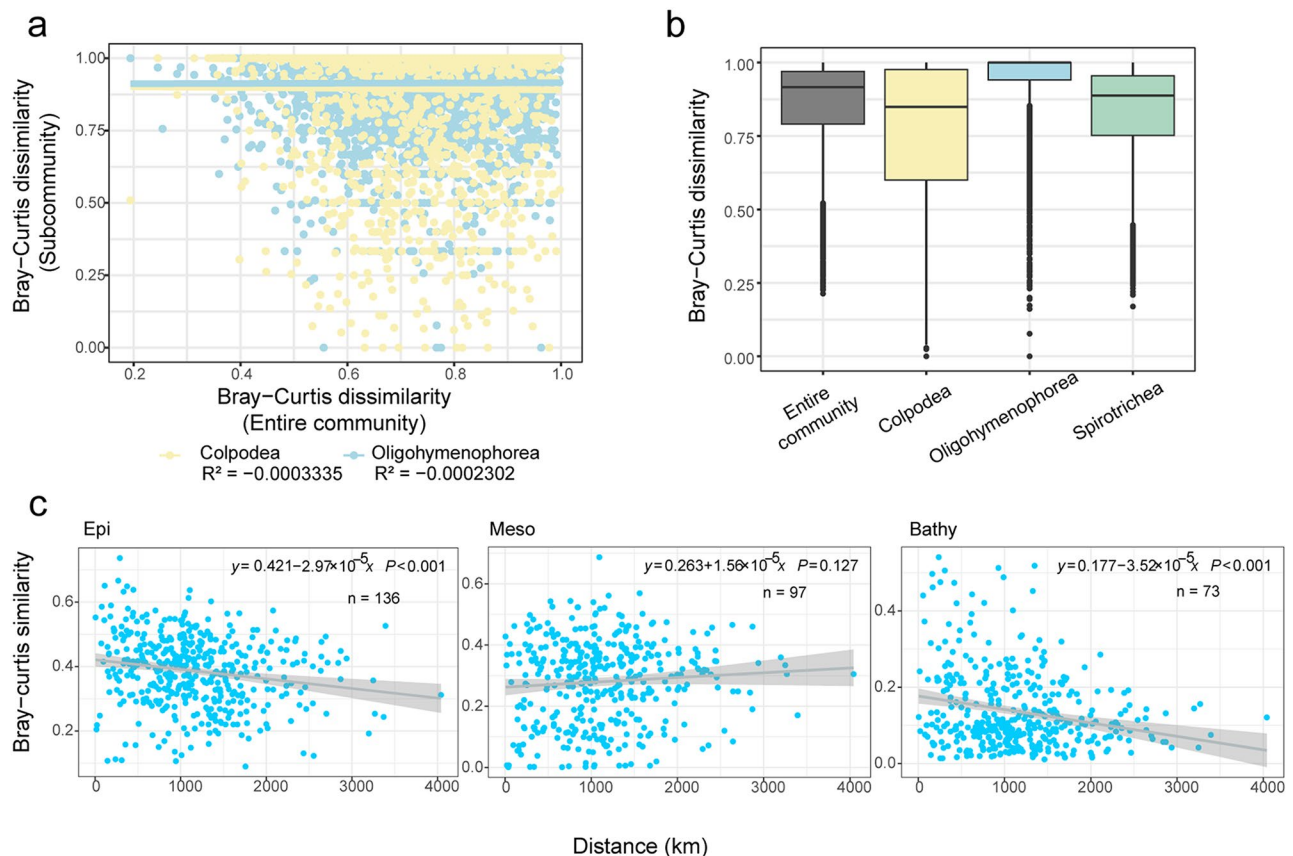 a
1.00
0.75
0.50
0.25
0.00
Bray−Curtis dissimilarity
(Subcommunity)
0.2
0.4
0.6
0.8
1.0
Bray−Curtis dissimilarity
(Entire community)
Colpodea
R² = −0.0003335
Oligohymenophorea
R² = −0.0002302
b
1.00
0.75
0.50
0.25
0.00
Bray−Curtis dissimilarity
Entire
community
Colpodea
Oligohymenophorea
Spirotrichea
c
Bray−curtis similarity
Epi
y= 0.421−2.97×10⁻⁵x P<0.001
n = 136
0.6
0.4
0.2
0
1000
2000
3000
4000
Meso
y=0.263+1.56×10⁻⁵x P=0.127
n = 97
0.6
0.4
0.2
0.0
0
1000
2000
3000
4000
Bathy
y=0.177−3.52×10⁻⁵x P<0.001
n = 73
0.4
0.2
0.0
0
1000
2000
3000
4000
Distance (km)